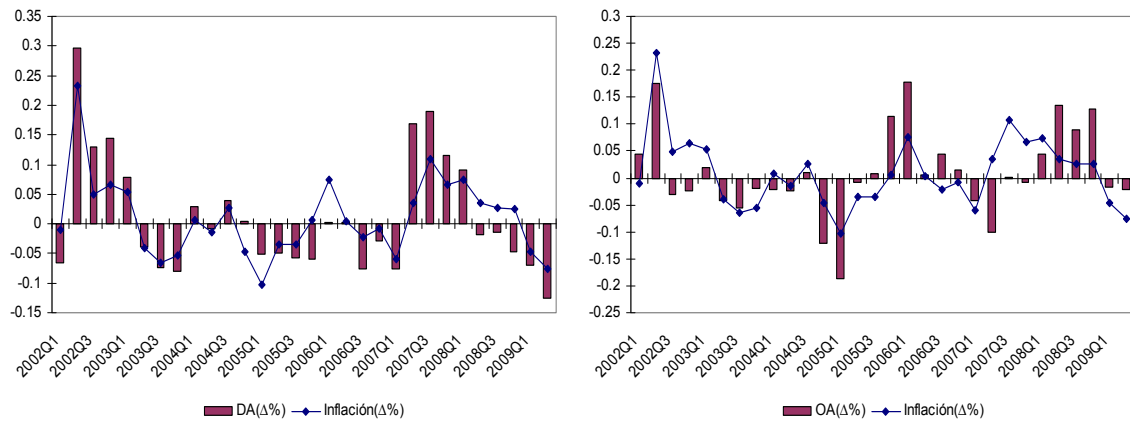 0.35
0.3
0.25
0.2
0.15
0.1
0.05
0
-0.05
-0.1
-0.15
2002Q1
2002Q3
2003Q1
2003Q3
2004Q1
2004Q3
2005Q1
2005Q3
2006Q1
2006Q3
2007Q1
2007Q3
2008Q1
2008Q3
2009Q1
DA(∆%) Inflación(∆%)
0.3
0.25
0.2
0.15
0.1
0.05
0
-0.05
-0.1
-0.15
-0.2
-0.25
2002Q1
2002Q3
2003Q1
2003Q3
2004Q1
2004Q3
2005Q1
2005Q3
2006Q1
2006Q3
2007Q1
2007Q3
2008Q1
2008Q3
2009Q1
OA(∆%) Inflación(∆%)